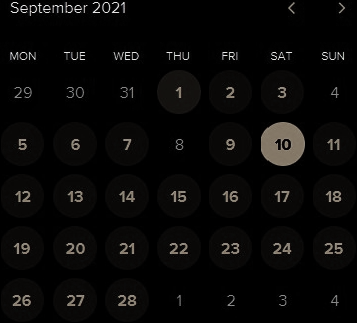 September 2021
MON TUE WED THU FRI SAT SUN
29 30 31 1 2 3 4
5 6 7 8 9 10 11
12 13 14 15 16 17 18
19 20 21 22 23 24 25
26 27 28 1 2 3 4